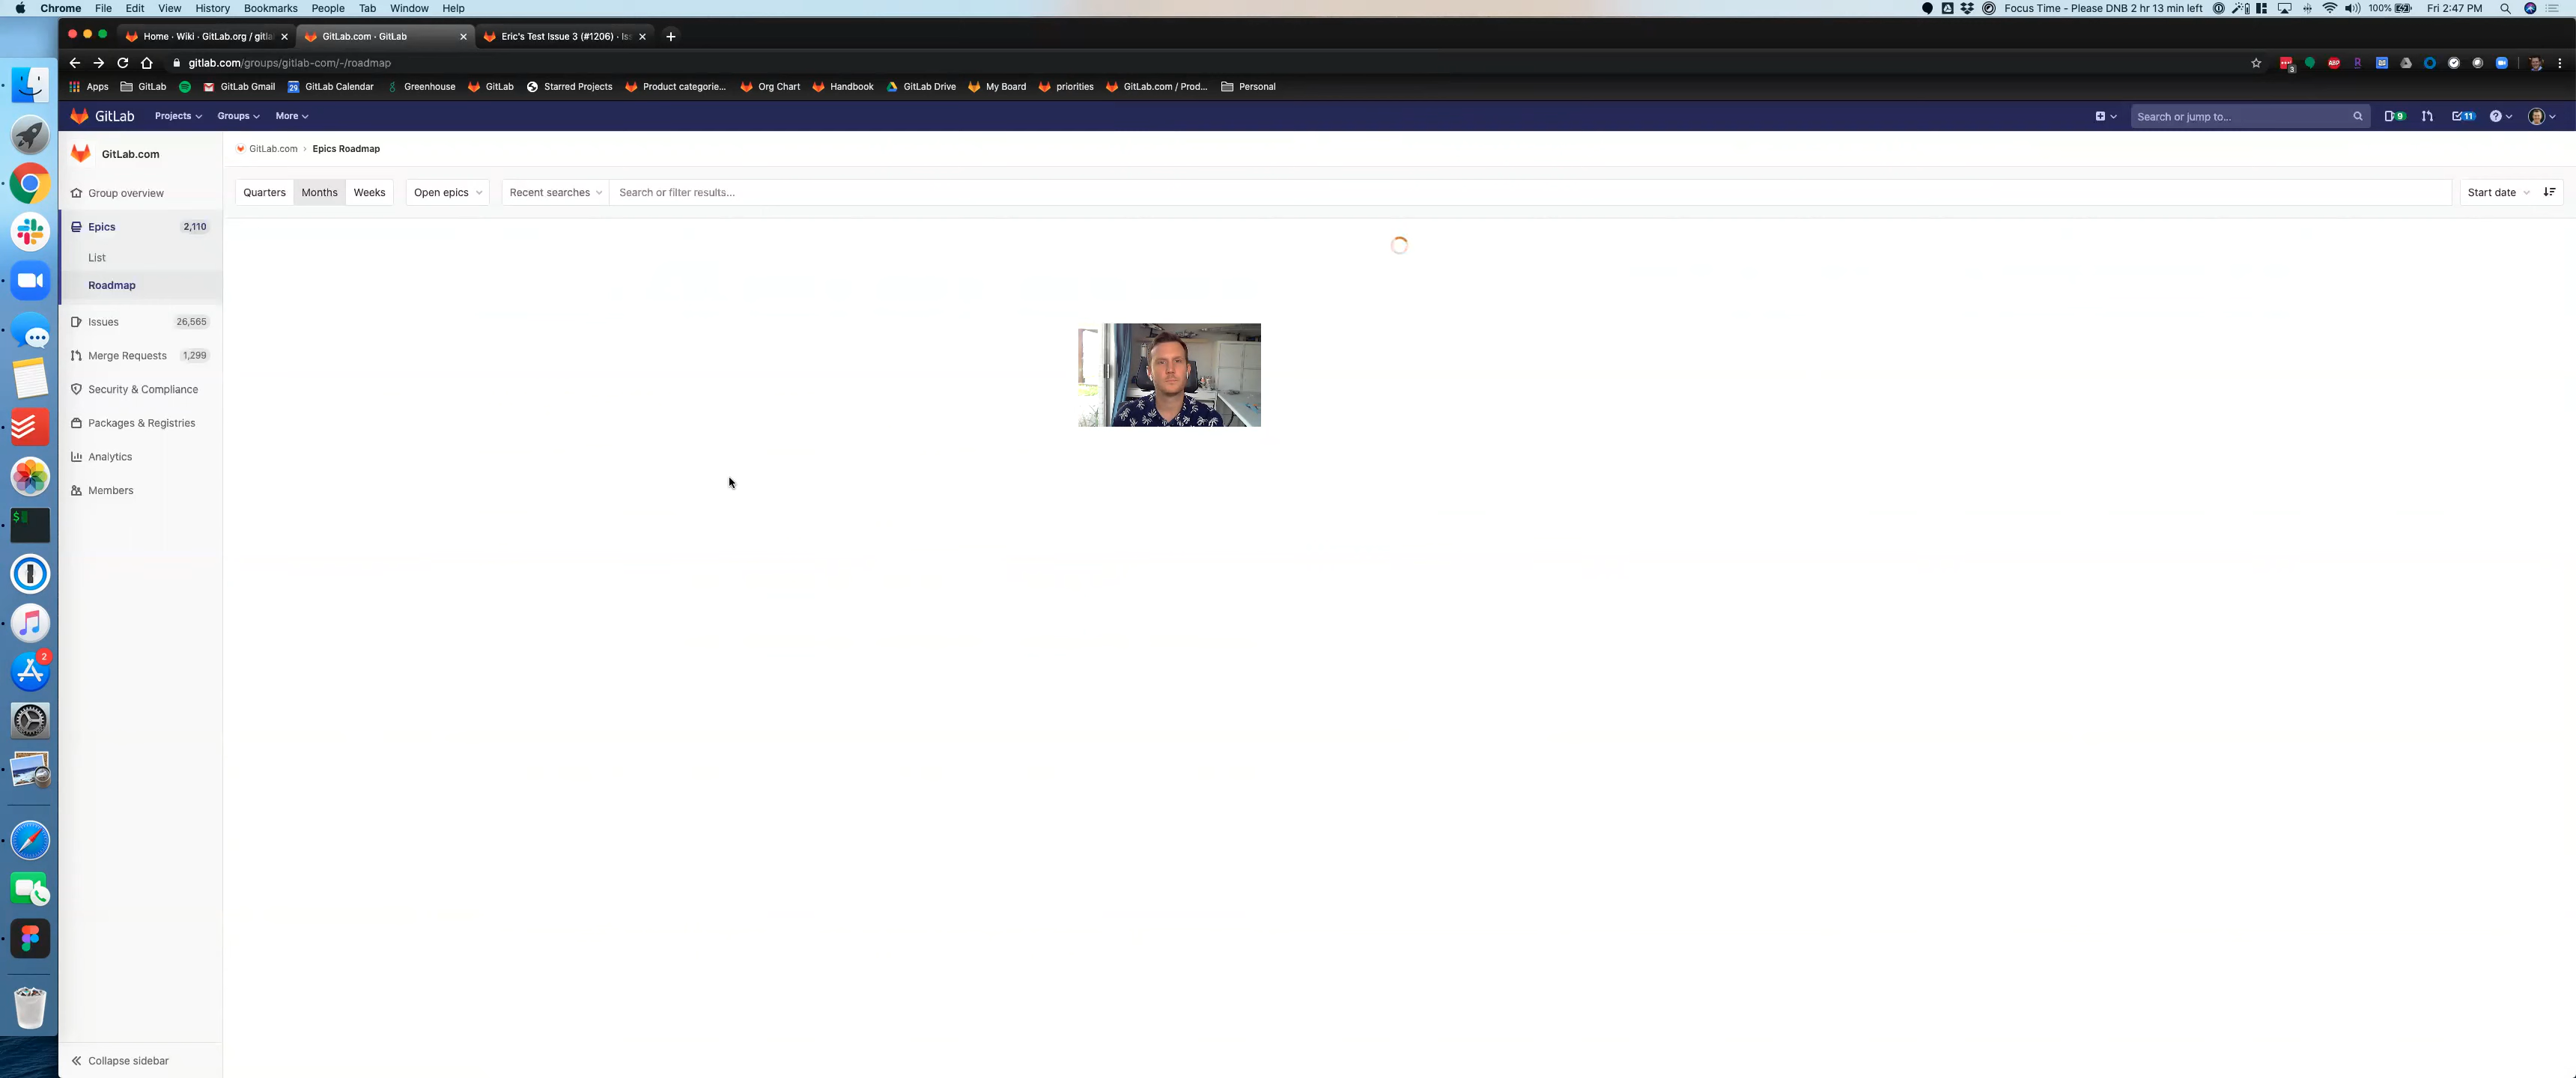 Chrome File Edit View History Bookmarks People Tab Window Help
Focus Time - Please DNB 2 hr 13 min left 100% Fri 2:47 PM
Home · Wiki · GitLab.org / gitla
GitLab.com · GitLab
Eric's Test Issue 3 (#1206) · Iss
gitlab.com/groups/gitlab-com/-/roadmap
3
Apps GitLab GitLab Gmail 29 GitLab Calendar Greenhouse GitLab Starred Projects Product categorie... Org Chart Handbook GitLab Drive My Board priorities GitLab.com / Prod... Personal
GitLab Projects Groups More
Search or jump to...
9
11
GitLab.com
GitLab.com › Epics Roadmap
Group overview
Quarters Months Weeks Open epics Recent searches Search or filter results... Start date
Epics 2,110
List
Roadmap
Issues 26,565
Merge Requests 1,299
Security & Compliance
Packages & Registries
Analytics
Members
$
2
Collapse sidebar